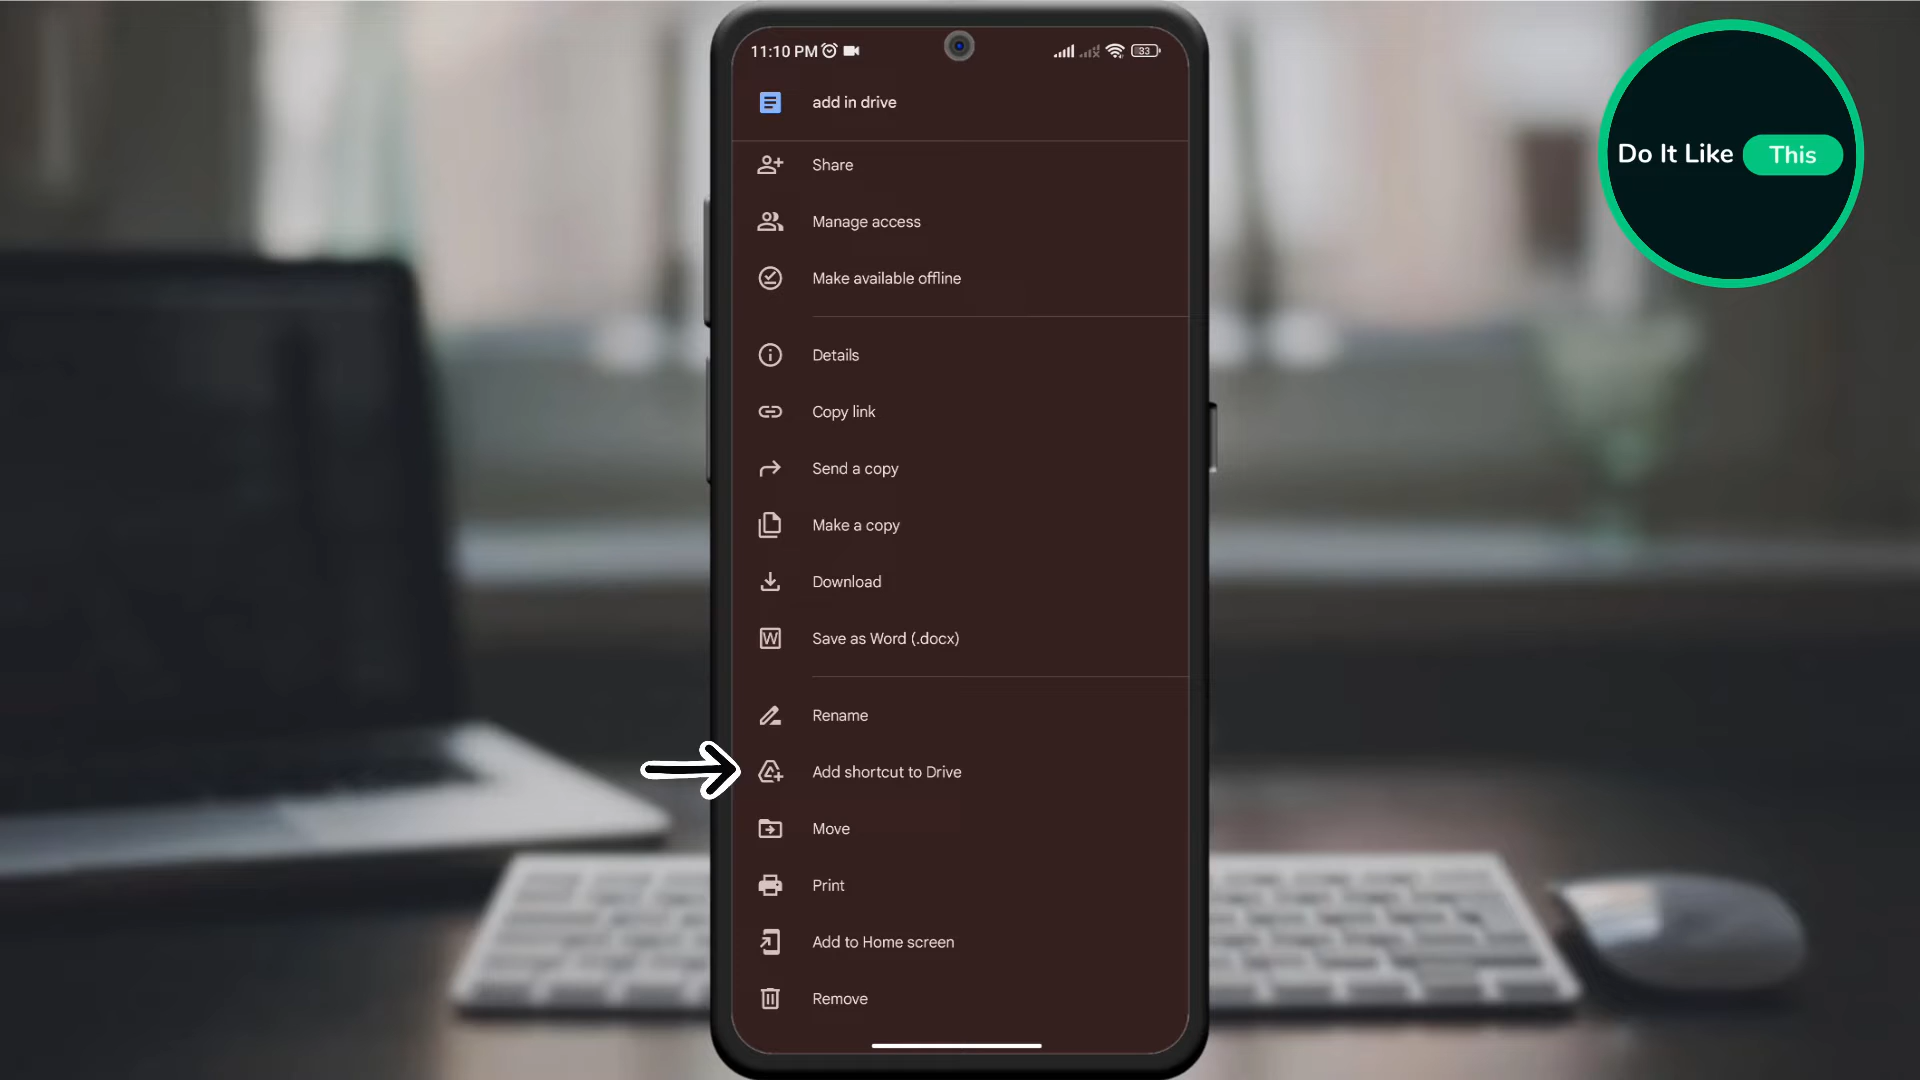 11:10 PM
33
add in drive
Share
Manage access
Make available offline
Details
Copy link
Send a copy
Make a copy
Download
Save as Word (.docx)
Rename
Add shortcut to Drive
Move
Print
Add to Home screen
Remove
Do It Like This